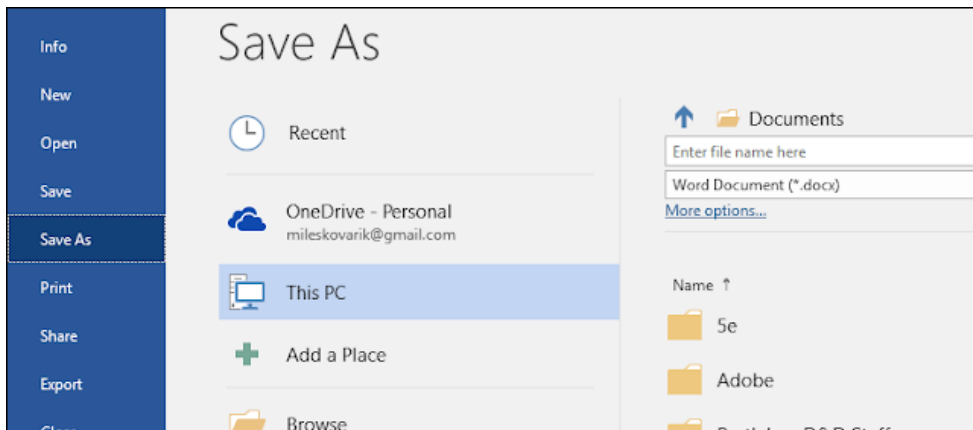 Info
New
Open
Save
Save As
Print
Share
Export
Save As
Recent
OneDrive - Personal
mileskovarik@gmail.com
This PC
Add a Place
Browse
Documents
Enter file name here
Word Document (*.docx)
More options...
Name ↑
5e
Adobe